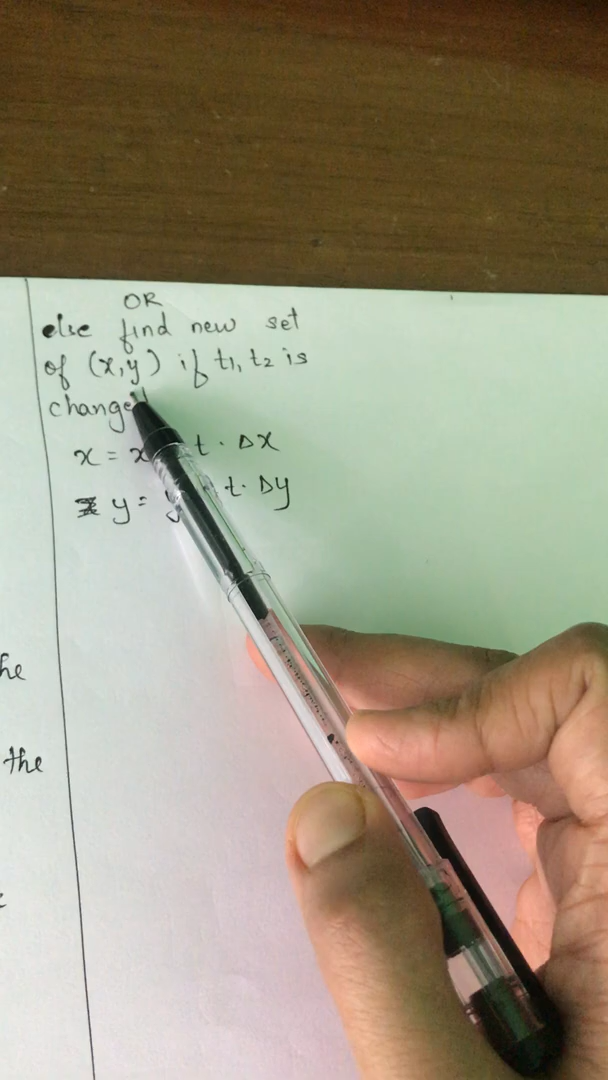 OR
else find new set
of (x,y) if t1, t2 is
change
x = x t · Δx
y = y t · Δy
he
the